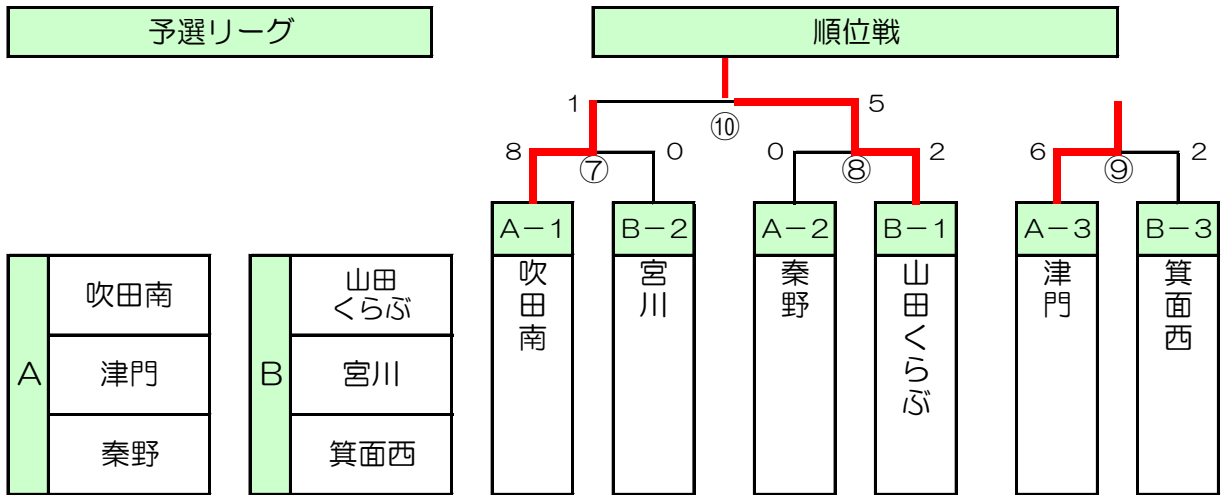 予選リーグ
順位戦
1
5
⑩
8
0
0
2
6
2
⑦
⑧
⑨
A－1
B－2
A－2
B－1
A－3
B－3
吹田南
宮川
秦野
山田くらぶ
津門
箕面西
A
吹田南
津門
秦野
B
山田
くらぶ
宮川
箕面西